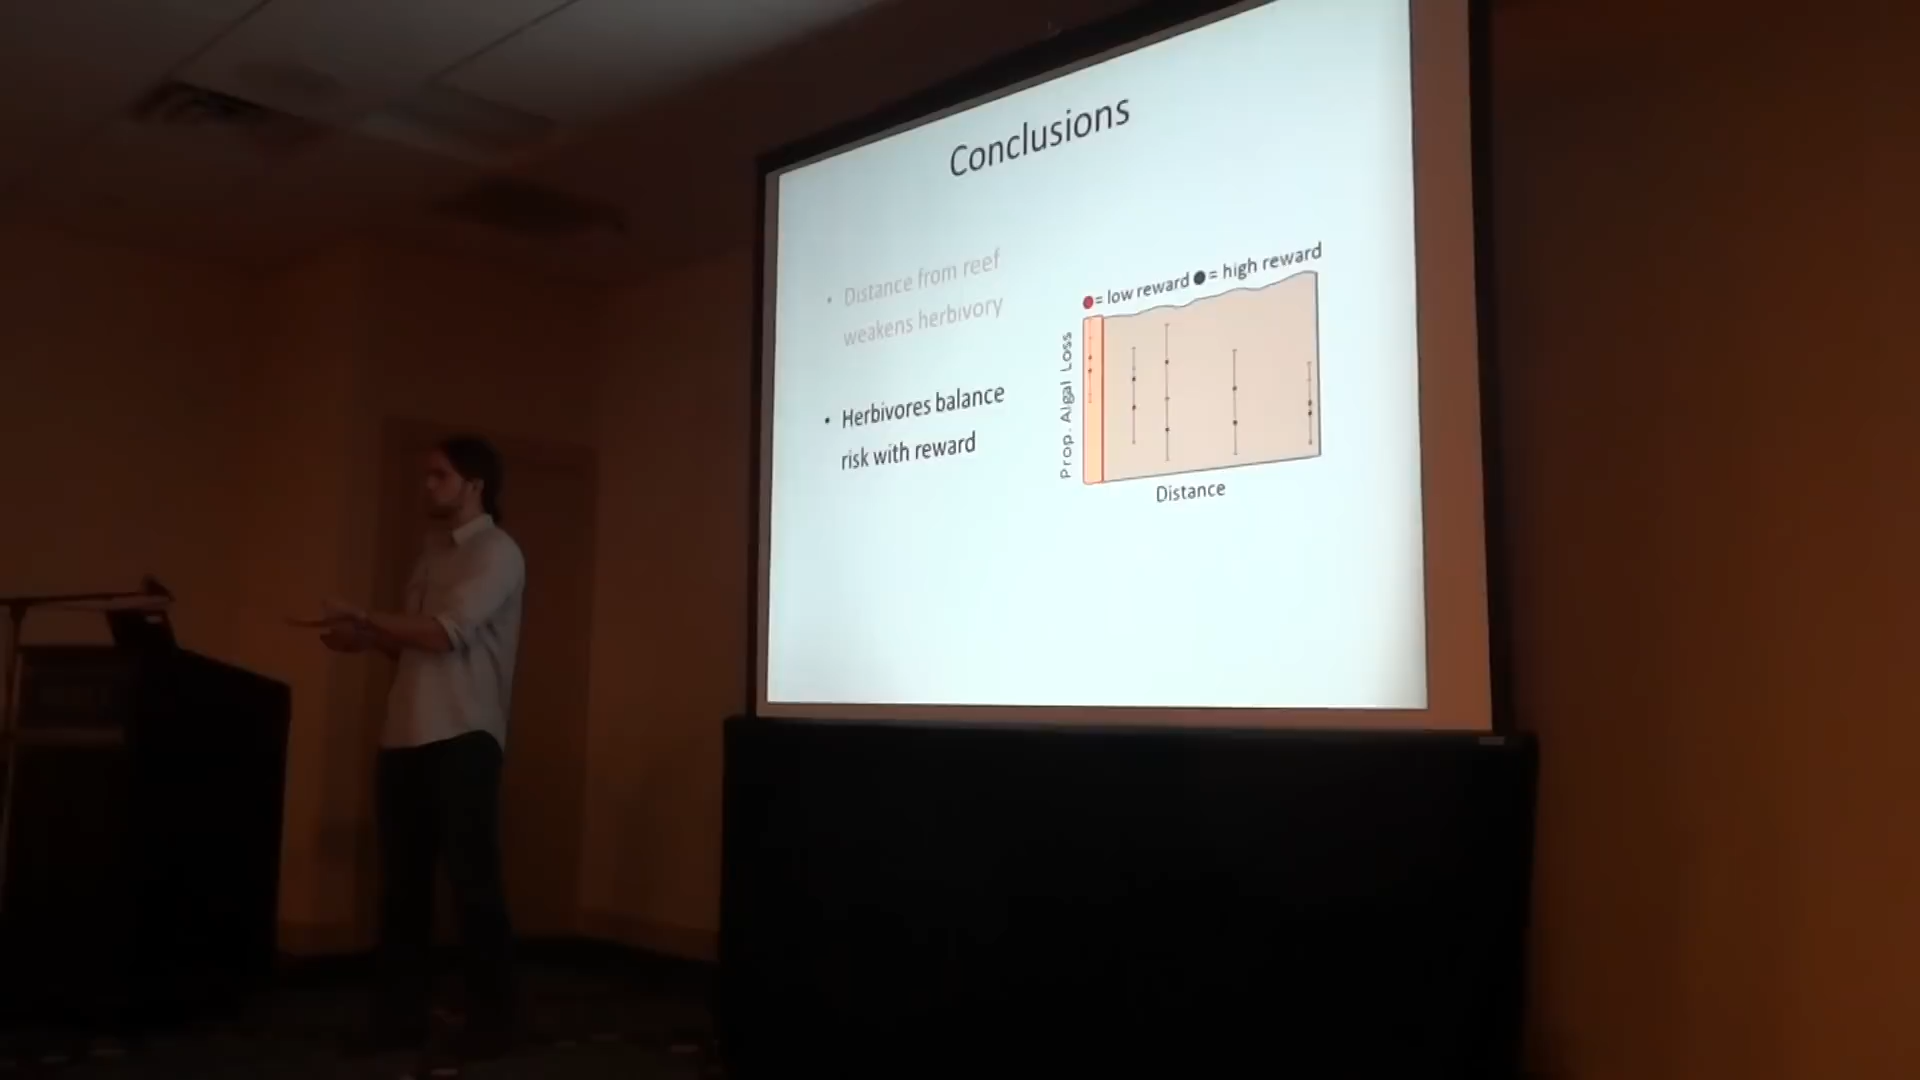 Conclusions
• Distance from reef
weakens herbivory
• Herbivores balance
risk with reward
= low reward = high reward
Prop. Algal Loss
Distance